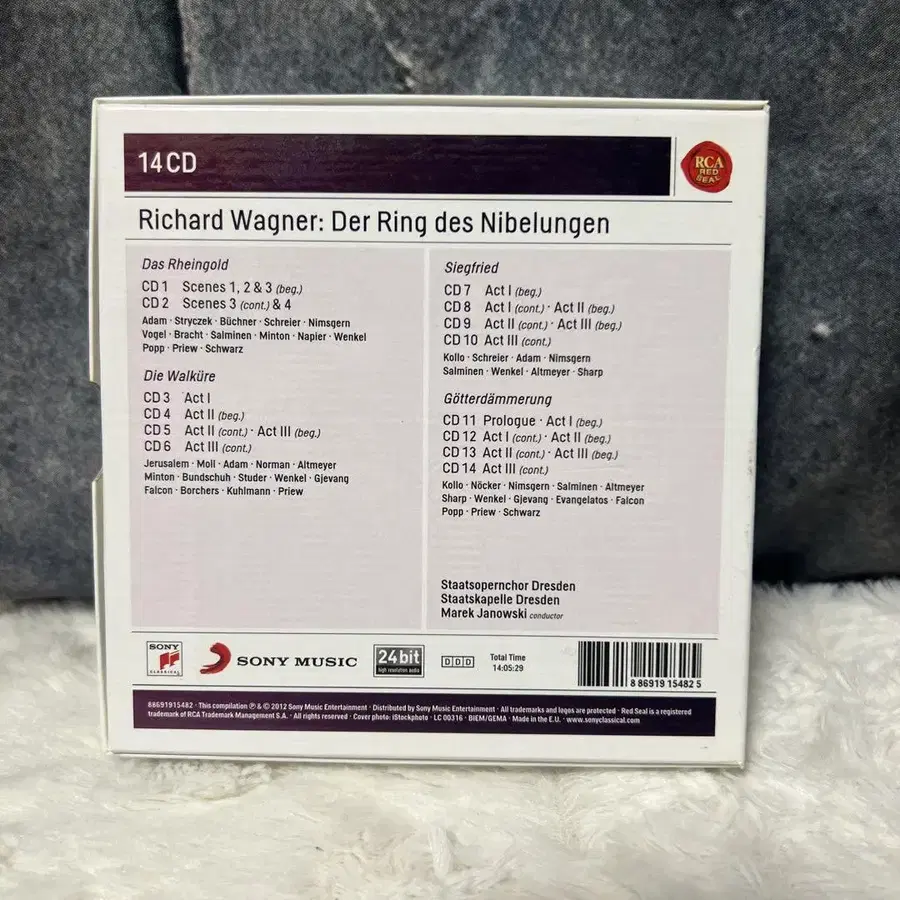 14 CD
RCA
RED
SEAL
Richard Wagner: Der Ring des Nibelungen
Das Rheingold
CD 1 Scenes 1, 2 & 3 (beg.)
CD 2 Scenes 3 (cont.) & 4
Adam · Stryczek · Büchner · Schreier · Nimsgern
Vogel · Bracht · Salminen · Minton · Napier · Wenkel
Popp · Priew · Schwarz
Die Walküre
CD 3 Act I
CD 4 Act II (beg.)
CD 5 Act II (cont.) · Act III (beg.)
CD 6 Act III (cont.)
Jerusalem · Moll · Adam · Norman · Altmeyer
Minton · Bundschuh · Studer · Wenkel · Gjevang
Falcon · Borchers · Kuhlmann · Priew
Siegfried
CD 7 Act I (beg.)
CD 8 Act I (cont.) · Act II (beg.)
CD 9 Act II (cont.) · Act III (beg.)
CD 10 Act III (cont.)
Kollo · Schreier · Adam · Nimsgern
Salminen · Wenkel · Altmeyer · Sharp
Götterdämmerung
CD 11 Prologue · Act I (beg.)
CD 12 Act I (cont.) · Act II (beg.)
CD 13 Act II (cont.) · Act III (beg.)
CD 14 Act III (cont.)
Kollo · Nöcker · Nimsgern · Salminen · Altmeyer
Sharp · Wenkel · Gjevang · Evangelatos · Falcon
Popp · Priew · Schwarz
Staatsopernchor Dresden
Staatskapelle Dresden
Marek Janowski conductor
SONY
CLASSICAL
SONY MUSIC
24 bit
high resolution audio
D D D
Total Time
14:05:29
8 86919 15482 5
88691915482 · This compilation ℗ & © 2012 Sony Music Entertainment · Distributed by Sony Music Entertainment · All trademarks and logos are protected · Red Seal is a registered
trademark of RCA Trademark Management S.A. · All rights reserved · Cover photo: iStockphoto · LC 00316 · BIEM/GEMA · Made in the E.U. · www.sonyclassical.com